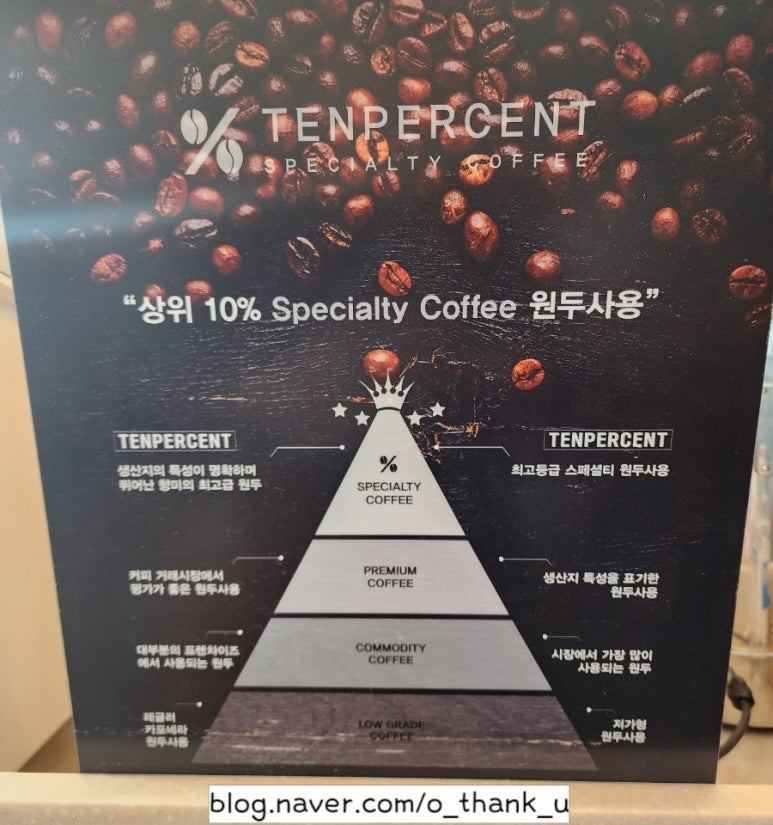 %
TENPERCENT
SPECIALTY COFFEE
“상위 10% Specialty Coffee 원두사용”
TENPERCENT
생산지의 특성이 명확하며
뛰어난 향미의 최고급 원두
TENPERCENT
최고등급 스페셜티 원두사용
%
SPECIALTY
COFFEE
커피 거래시장에서
평가가 좋은 원두사용
PREMIUM
COFFEE
생산지 특성을 표기한
원두사용
대부분의 프랜차이즈
에서 사용되는 원두
COMMODITY
COFFEE
시장에서 가장 많이
사용되는 원두
레귤러
카포네라
원두사용
LOW GRADE
COFFEE
저가형
원두사용
blog.naver.com/o_thank_u